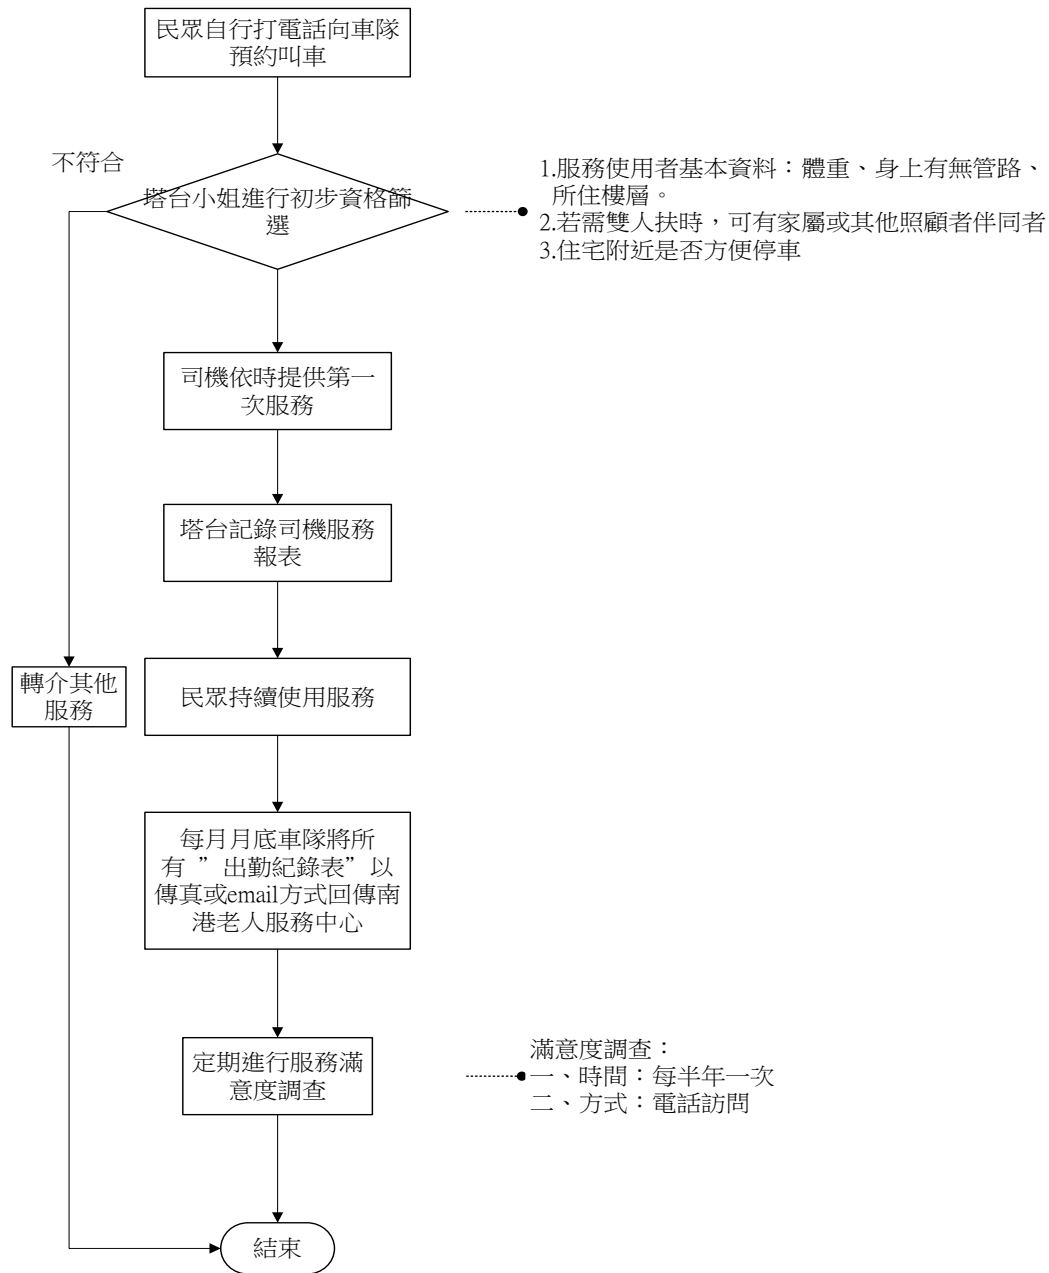 民眾自行打電話向車隊
預約叫車
不符合
塔台小姐進行初步資格篩
選
1.服務使用者基本資料：體重、身上有無管路、
所住樓層。
2.若需雙人扶時，可有家屬或其他照顧者伴同者
3.住宅附近是否方便停車
司機依時提供第一
次服務
塔台記錄司機服務
報表
轉介其他
服務
民眾持續使用服務
每月月底車隊將所
有 ”出勤紀錄表” 以
傳真或email方式回傳南
港老人服務中心
定期進行服務滿
意度調查
滿意度調查：
一、時間：每半年一次
二、方式：電話訪問
結束